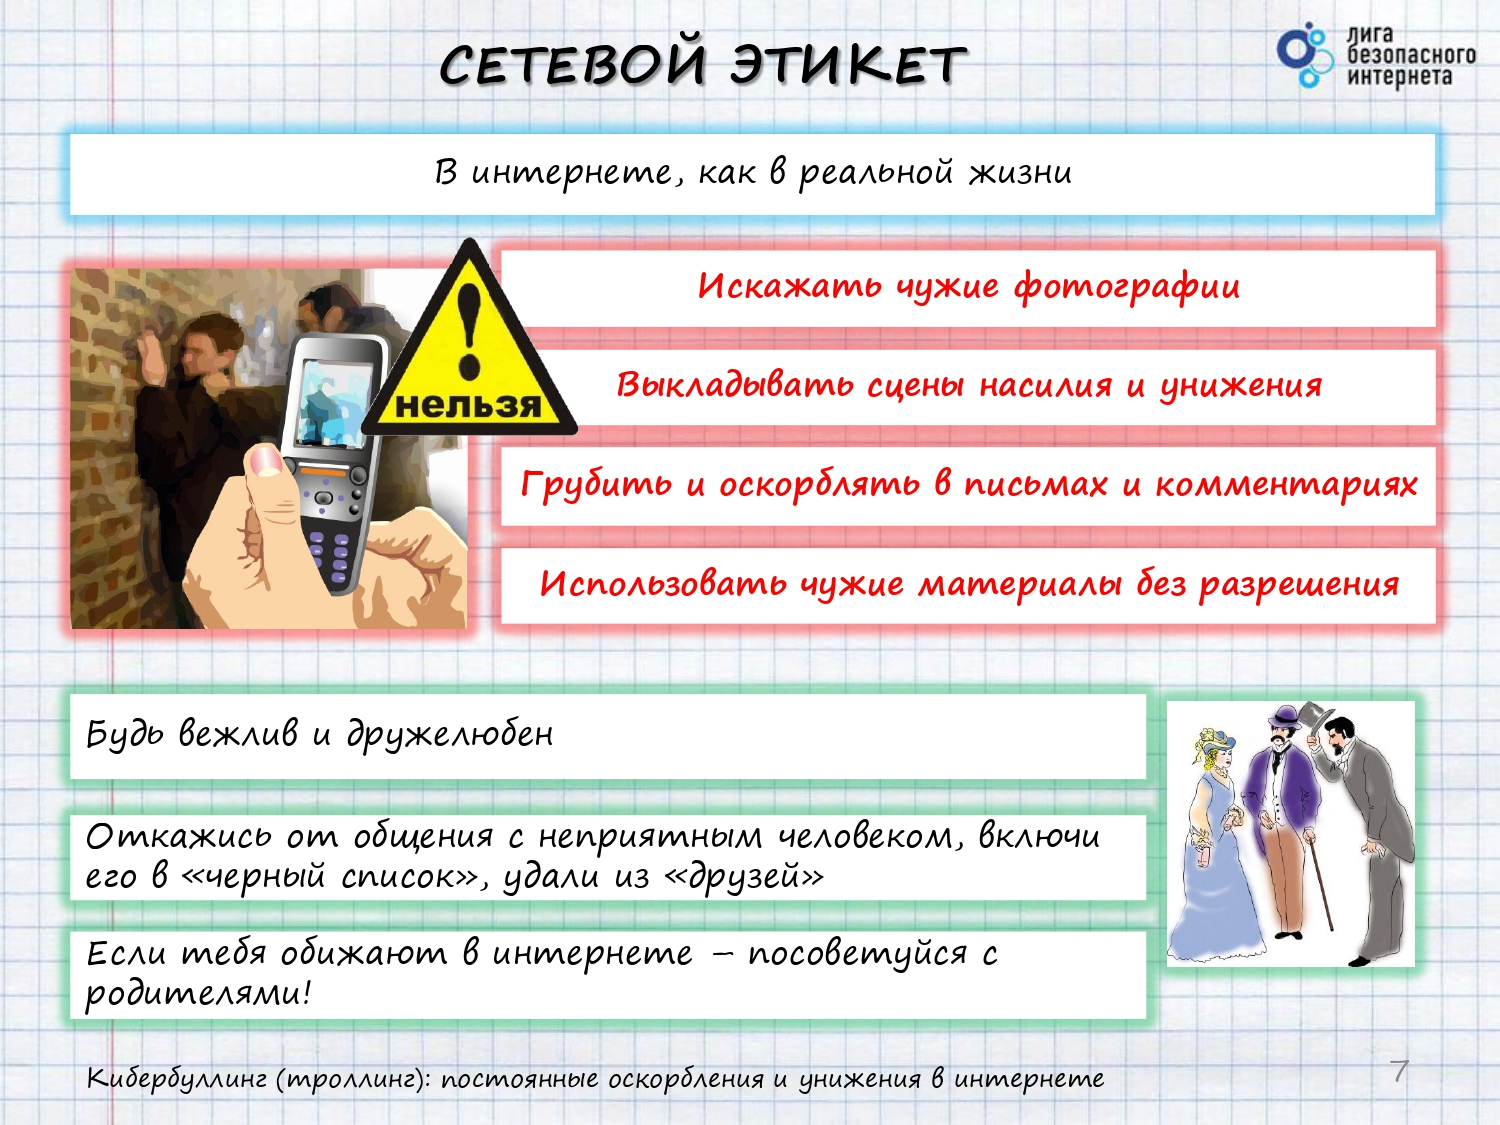 СЕТЕВОЙ ЭТИКЕТ
лига
безопасного
интернета
В интернете, как в реальной жизни
нельзя
Искажать чужие фотографии
Выкладывать сцены насилия и унижения
Грубить и оскорблять в письмах и комментариях
Использовать чужие материалы без разрешения
Будь вежлив и дружелюбен
Откажись от общения с неприятным человеком, включи
его в «черный список», удали из «друзей»
Если тебя обижают в интернете – посоветуйся с
родителями!
Кибербуллинг (троллинг): постоянные оскорбления и унижения в интернете
7